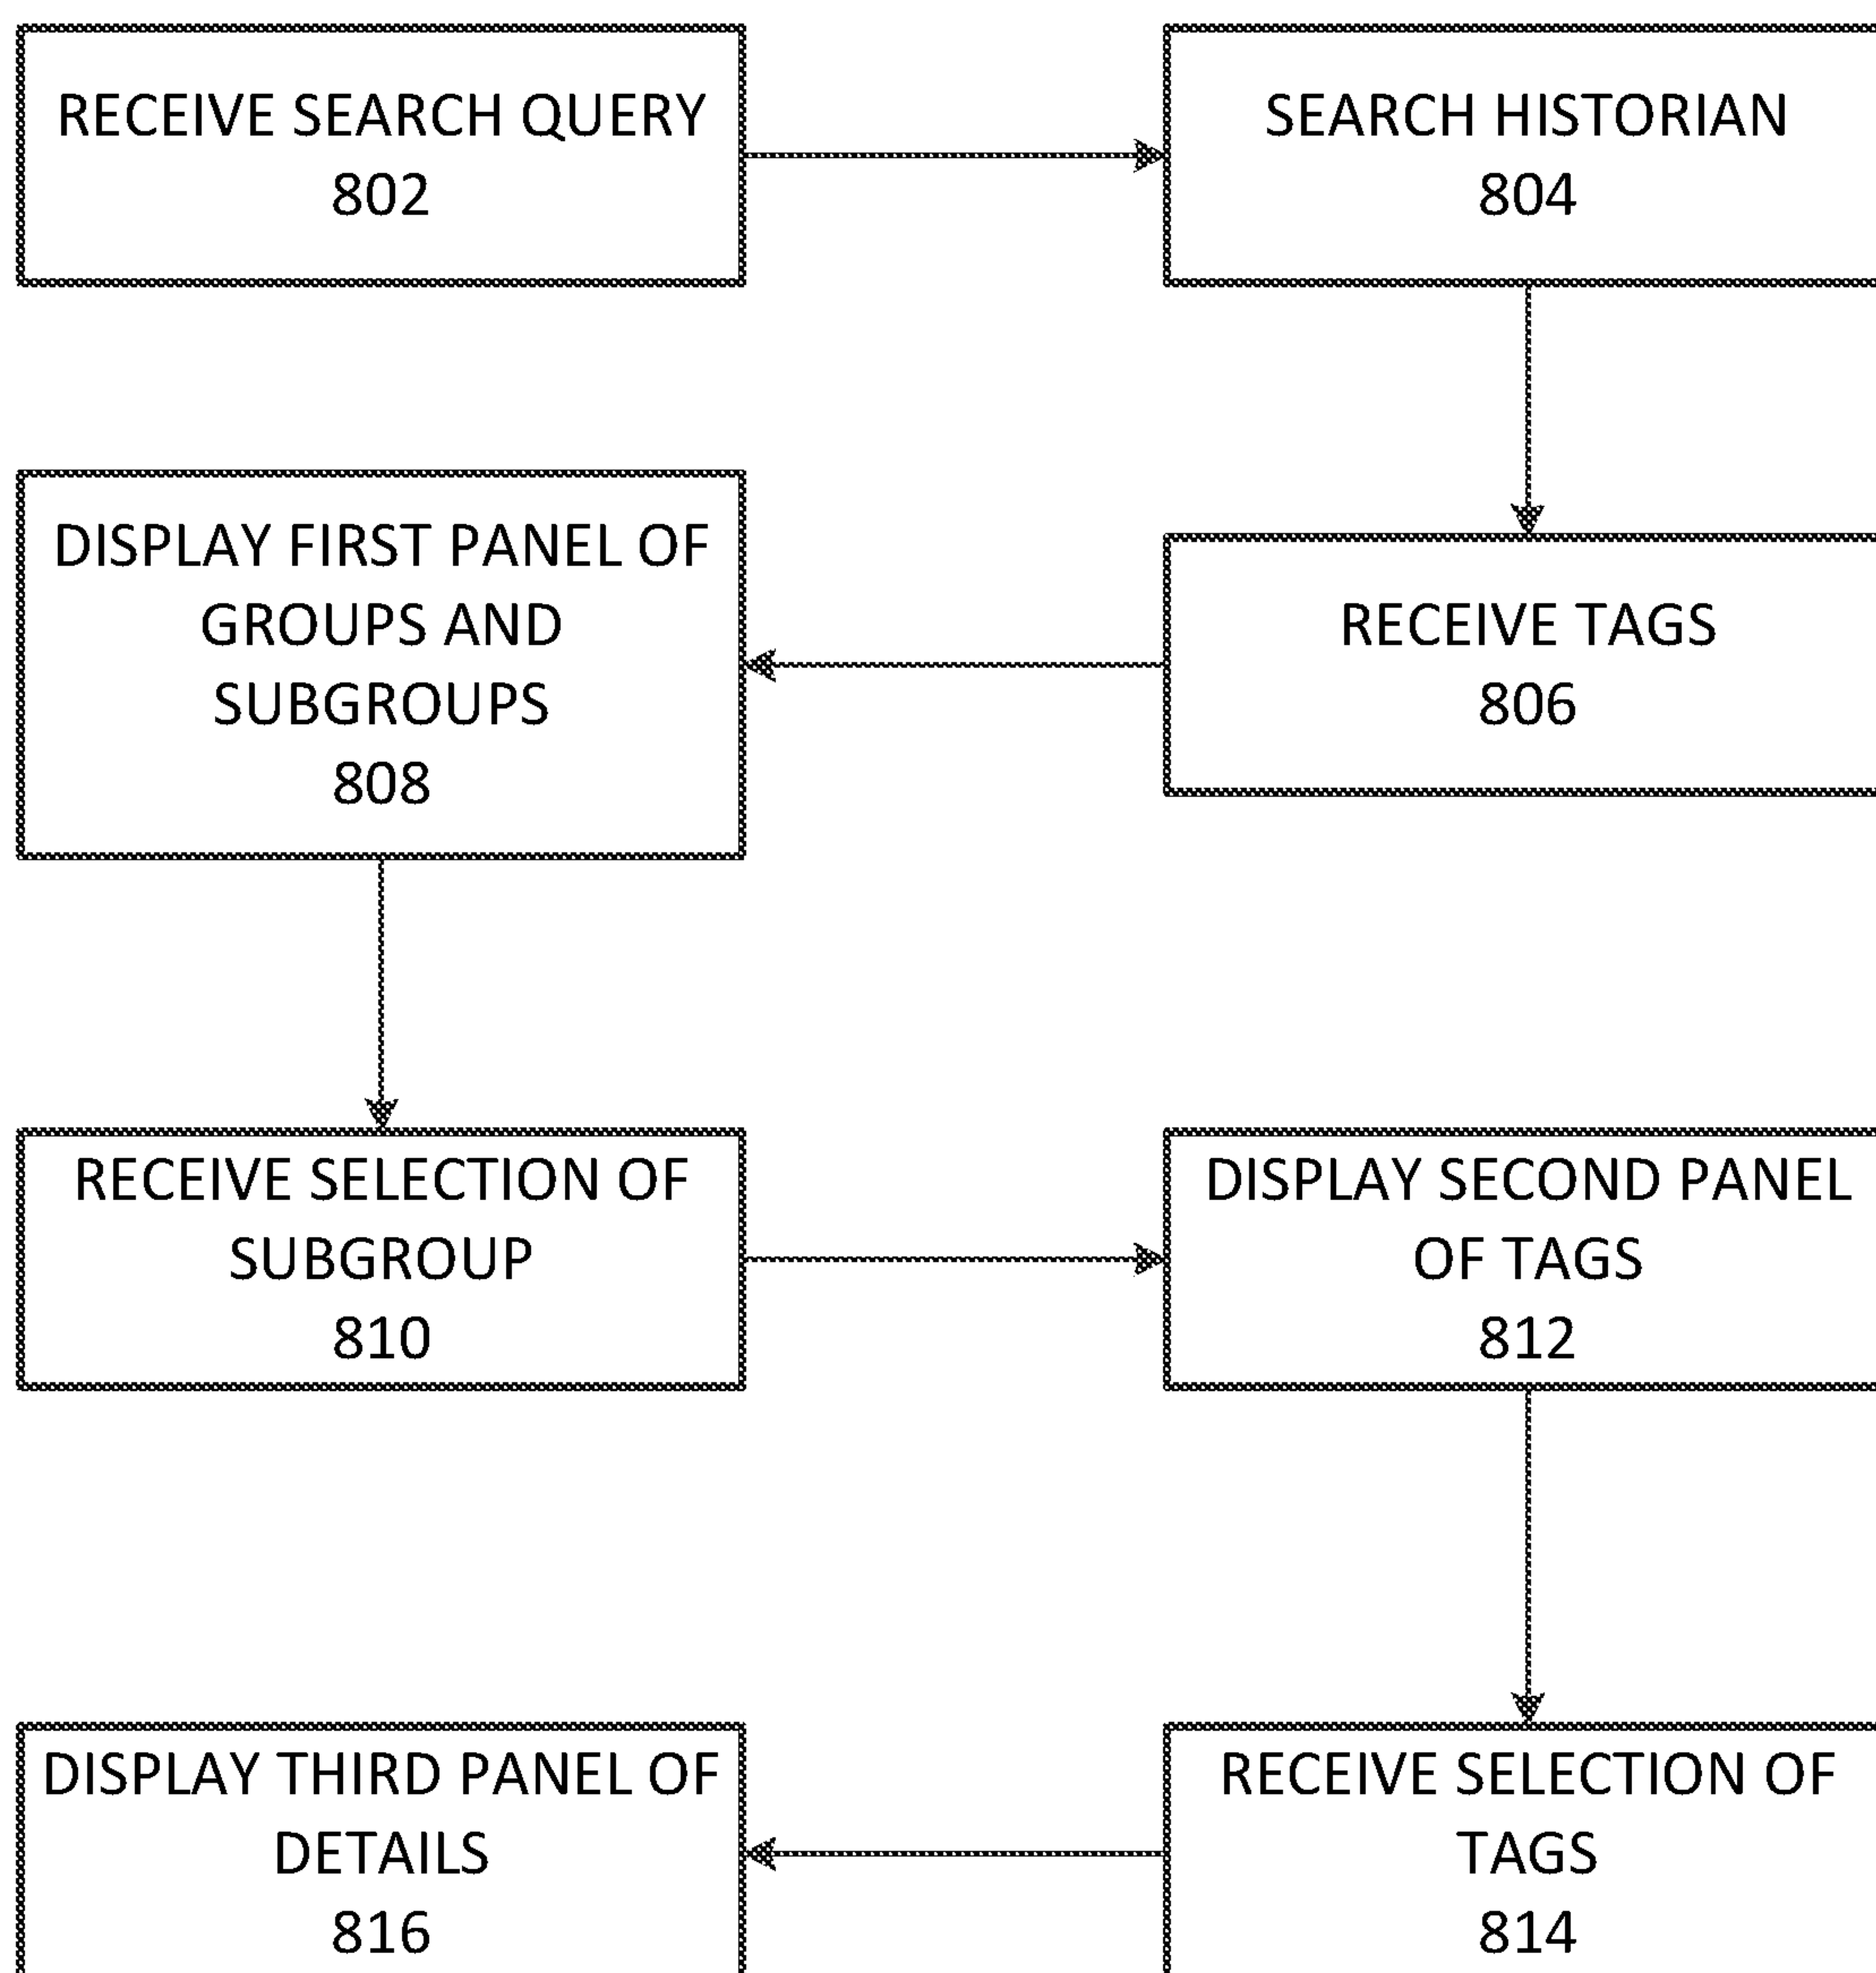 RECEIVE SEARCH QUERY
802
SEARCH HISTORIAN
804
DISPLAY FIRST PANEL OF
GROUPS AND
SUBGROUPS
808
RECEIVE TAGS
806
RECEIVE SELECTION OF
SUBGROUP
810
DISPLAY SECOND PANEL
OF TAGS
812
DISPLAY THIRD PANEL OF
DETAILS
816
RECEIVE SELECTION OF
TAGS
814